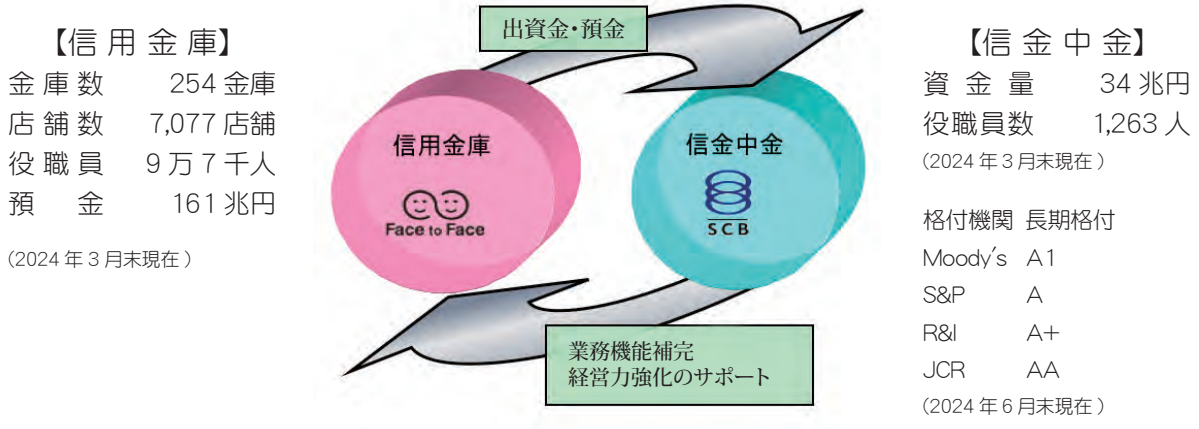 【信用金庫】
金庫数 254金庫
店舗数 7,077店舗
役職員 9万7千人
預金 161兆円
(2024年3月末現在)
出資金・預金
信用金庫
Face to Face
信金中金
SCB
業務機能補完
経営力強化のサポート
【信金中金】
資金量 34兆円
役職員数 1,263人
(2024年3月末現在)
格付機関 長期格付
Moody's A1
S&P A
R&I A+
JCR AA
(2024年6月末現在)